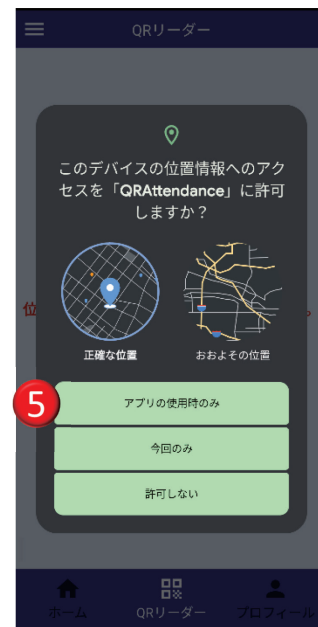 QRリーダー
このデバイスの位置情報へのアク
セスを「QRAttendance」に許可
しますか？
位
。
正確な位置
おおよその位置
5
アプリの使用時のみ
今回のみ
許可しない
ホーム
QRリーダー
プロフィール